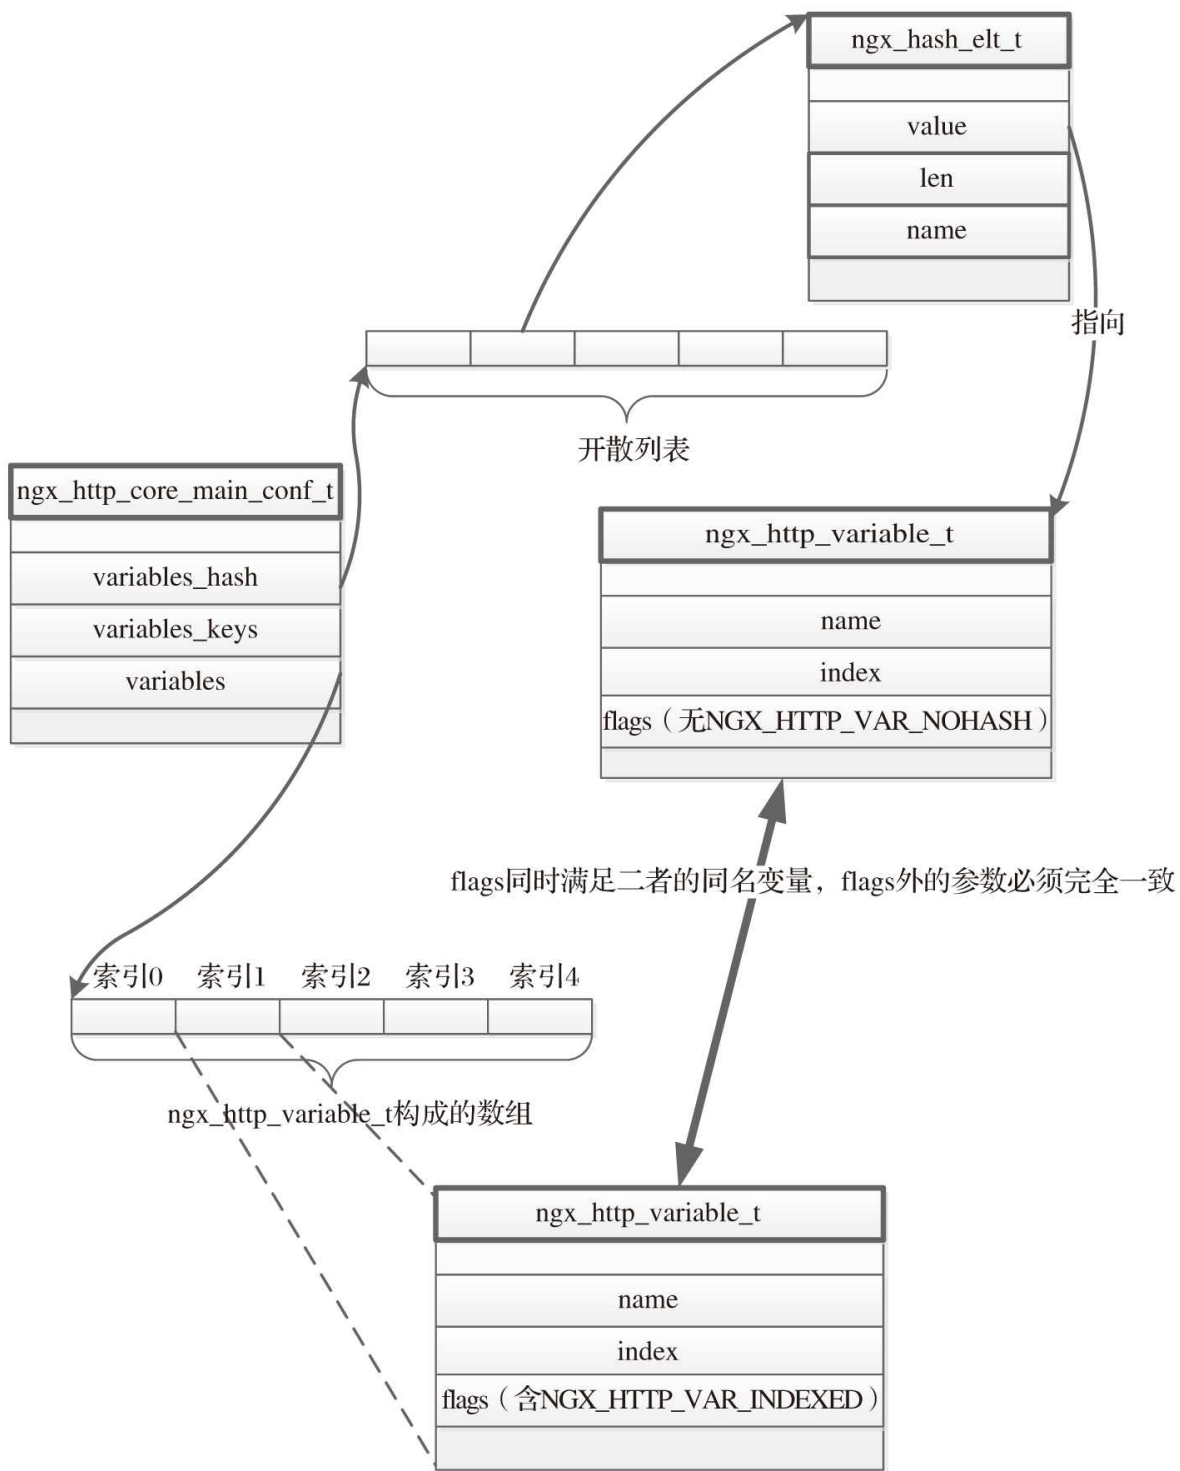 ngx_hash_elt_t
value
len
name
指向
开散列表
ngx_http_core_main_conf_t
variables_hash
variables_keys
variables
ngx_http_variable_t
name
index
flags（无NGX_HTTP_VAR_NOHASH）
flags同时满足二者的同名变量，flags外的参数必须完全一致
索引0 索引1 索引2 索引3 索引4
ngx_http_variable_t构成的数组
ngx_http_variable_t
name
index
flags（含NGX_HTTP_VAR_INDEXED）